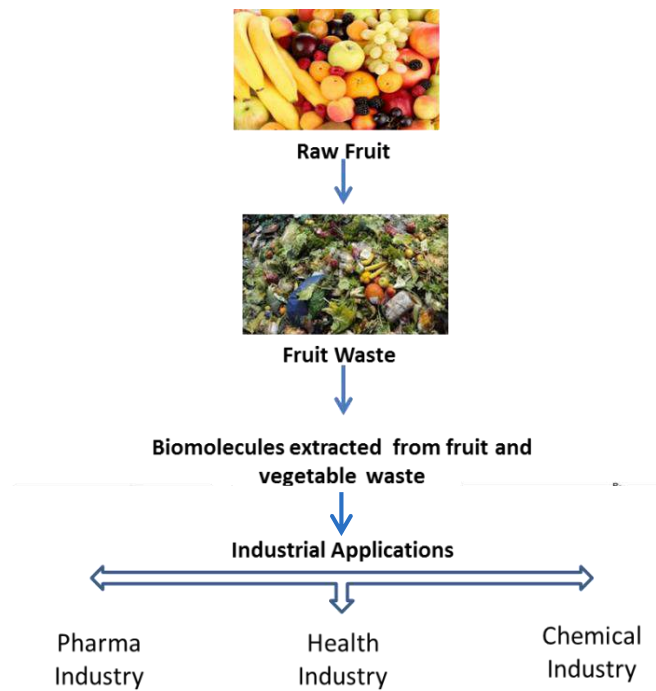 Raw Fruit
Fruit Waste
Biomolecules extracted from fruit and
vegetable waste
Industrial Applications
Pharma
Industry
Health
Industry
Chemical
Industry